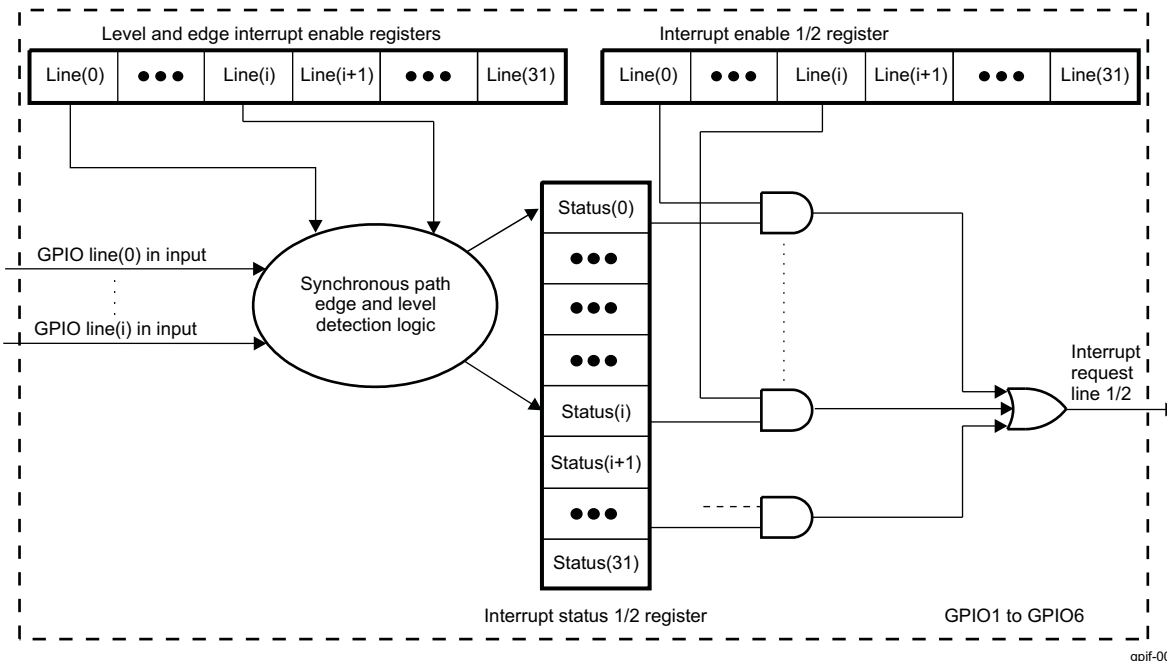 Level and edge interrupt enable registers
Interrupt enable 1/2 register
Line(0) ●●● Line(i) Line(i+1) ●●● Line(31)
Line(0) ●●● Line(i) Line(i+1) ●●● Line(31)
GPIO line(0) in input
GPIO line(i) in input
Synchronous path
edge and level
detection logic
Status(0)
●●●
●●●
●●●
Status(i)
Status(i+1)
●●●
Status(31)
Interrupt
request
line 1/2
Interrupt status 1/2 register
GPIO1 to GPIO6